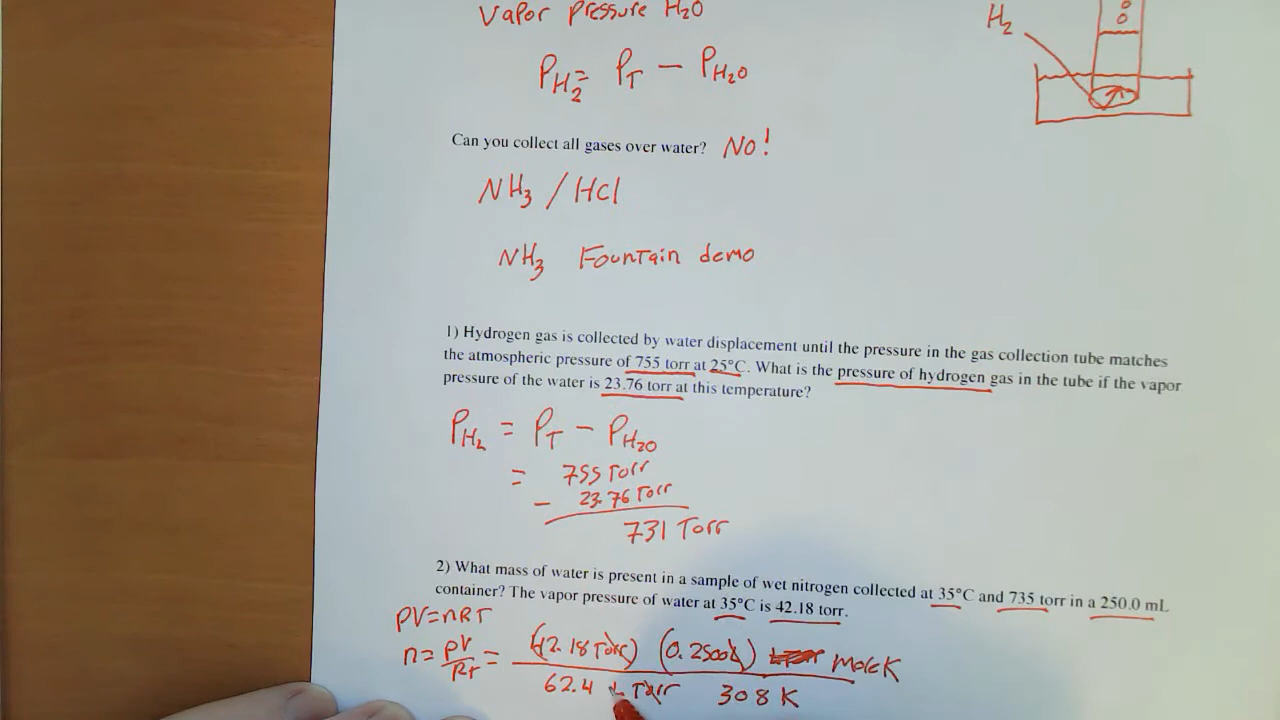 Vapor pressure H2O
H2
PH2 = PT − PH2O
Can you collect all gases over water? NO!
NH3 / HCl
NH3 Fountain demo
1) Hydrogen gas is collected by water displacement until the pressure in the gas collection tube matches
the atmospheric pressure of 755 torr at 25°C. What is the pressure of hydrogen gas in the tube if the vapor
pressure of the water is 23.76 torr at this temperature?
PH2 = PT − PH2O
= 755 Torr
− 23.76 Torr
731 Torr
2) What mass of water is present in a sample of wet nitrogen collected at 35°C and 735 torr in a 250.0 mL
container? The vapor pressure of water at 35°C is 42.18 torr.
PV=nRT
n = PV/RT = (42.18 Torr) (0.2500L) mole K
62.4 L Torr 308 K